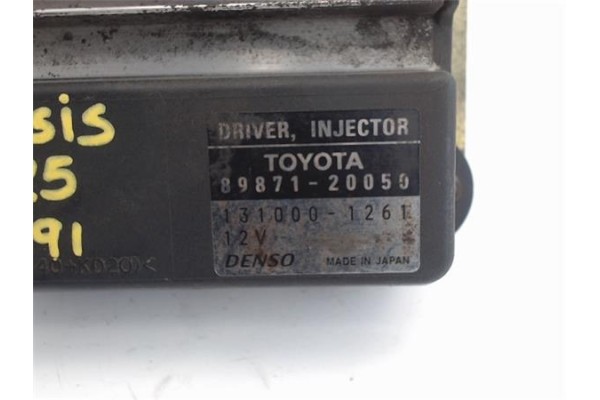 DRIVER, INJECTOR
TOYOTA
89871-20050
131000-1261
12V
DENSO MADE IN JAPAN
sis
25
91